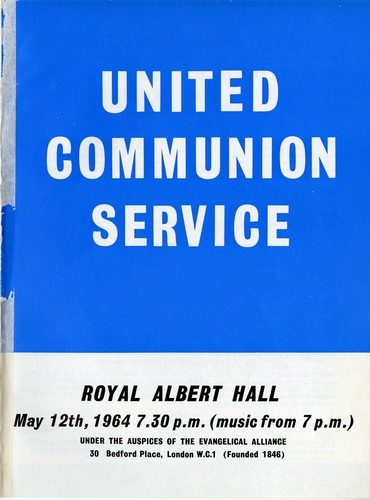 UNITED
COMMUNION
SERVICE
ROYAL ALBERT HALL
May 12th, 1964 7.30 p.m. (music from 7 p.m.)
UNDER THE AUSPICES OF THE EVANGELICAL ALLIANCE
30 Bedford Place, London W.C.1 (Founded 1846)